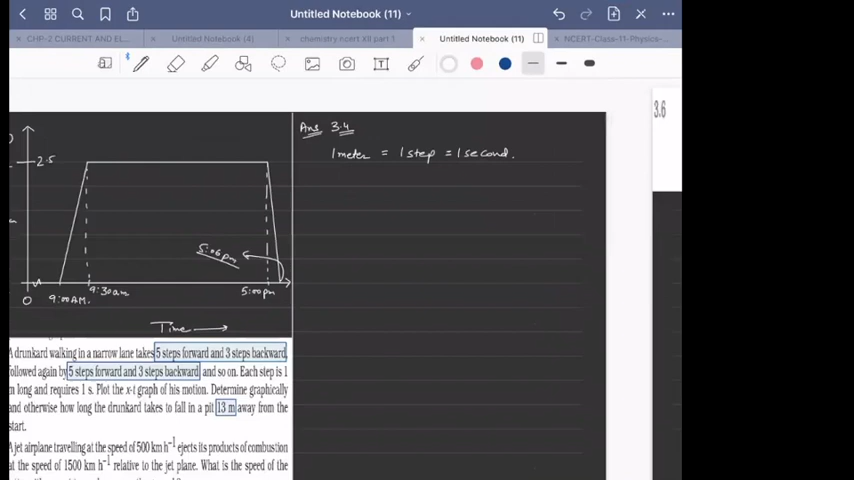 Untitled Notebook (11)
CHP-2 CURRENT AND EL...
Untitled Notebook (4)
chemistry ncert XII part 1
Untitled Notebook (11)
NCERT-Class-11-Physics-...
Ans 3.4
1 meter = 1 step = 1 second.
2.5
5:06 pm
0
9:00 AM.
9:30 am
5:00 pm
Time
A drunkard walking in a narrow lane takes 5 steps forward and 3 steps backward,
followed again by 5 steps forward and 3 steps backward, and so on. Each step is 1
m long and requires 1 s. Plot the x-t graph of his motion. Determine graphically
and otherwise how long the drunkard takes to fall in a pit 13 m away from the
start.
A jet airplane travelling at the speed of 500 km h-1 ejects its products of combustion
at the speed of 1500 km h-1 relative to the jet plane. What is the speed of the
3.6